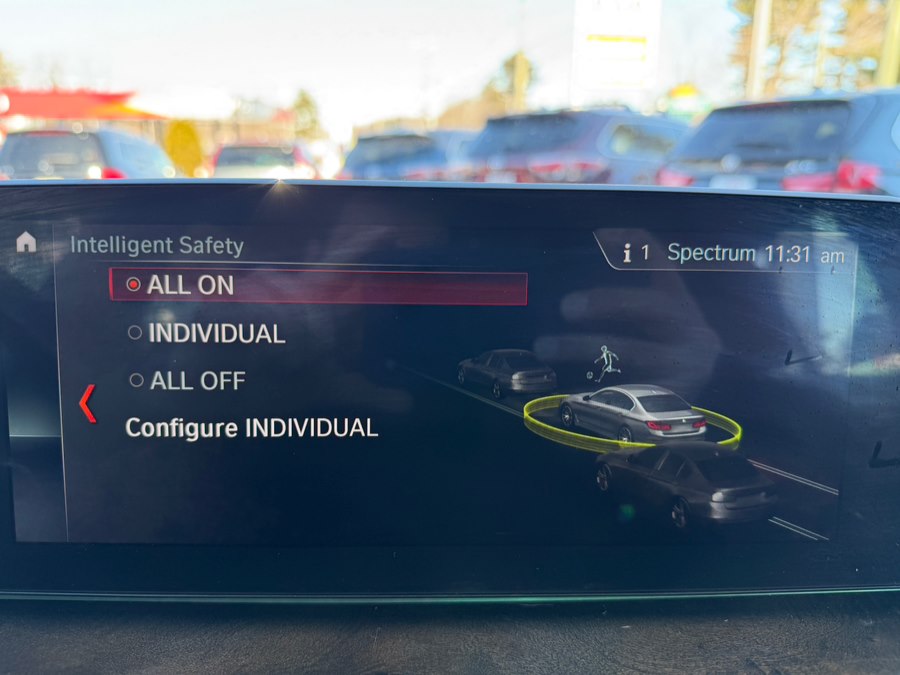 Intelligent Safety
i 1 Spectrum 11:31 am
ALL ON
INDIVIDUAL
ALL OFF
Configure INDIVIDUAL